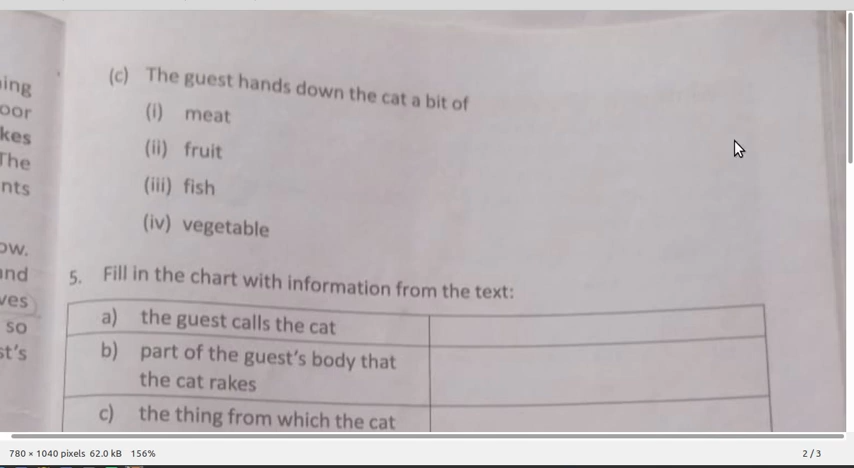 ing
oor
kes
The
nts
ow.
and
ves
so
st's
(c) The guest hands down the cat a bit of
(i) meat
(ii) fruit
(iii) fish
(iv) vegetable
5. Fill in the chart with information from the text:
a) the guest calls the cat
b) part of the guest's body that
the cat rakes
c) the thing from which the cat
780 × 1040 pixels 62.0 kB 156%
2 / 3